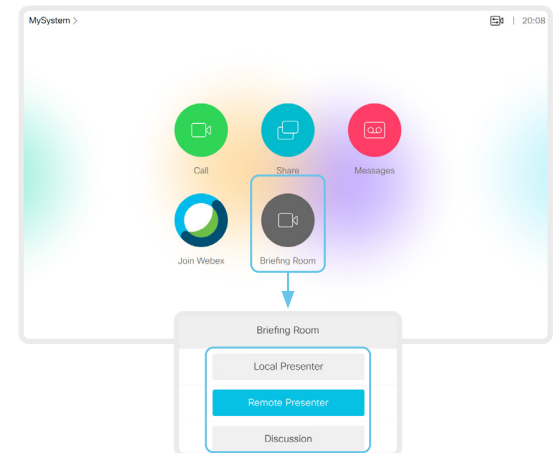 MySystem >
20:08
Call
Share
Messages
Join Webex
Briefing Room
Briefing Room
Local Presenter
Remote Presenter
Discussion